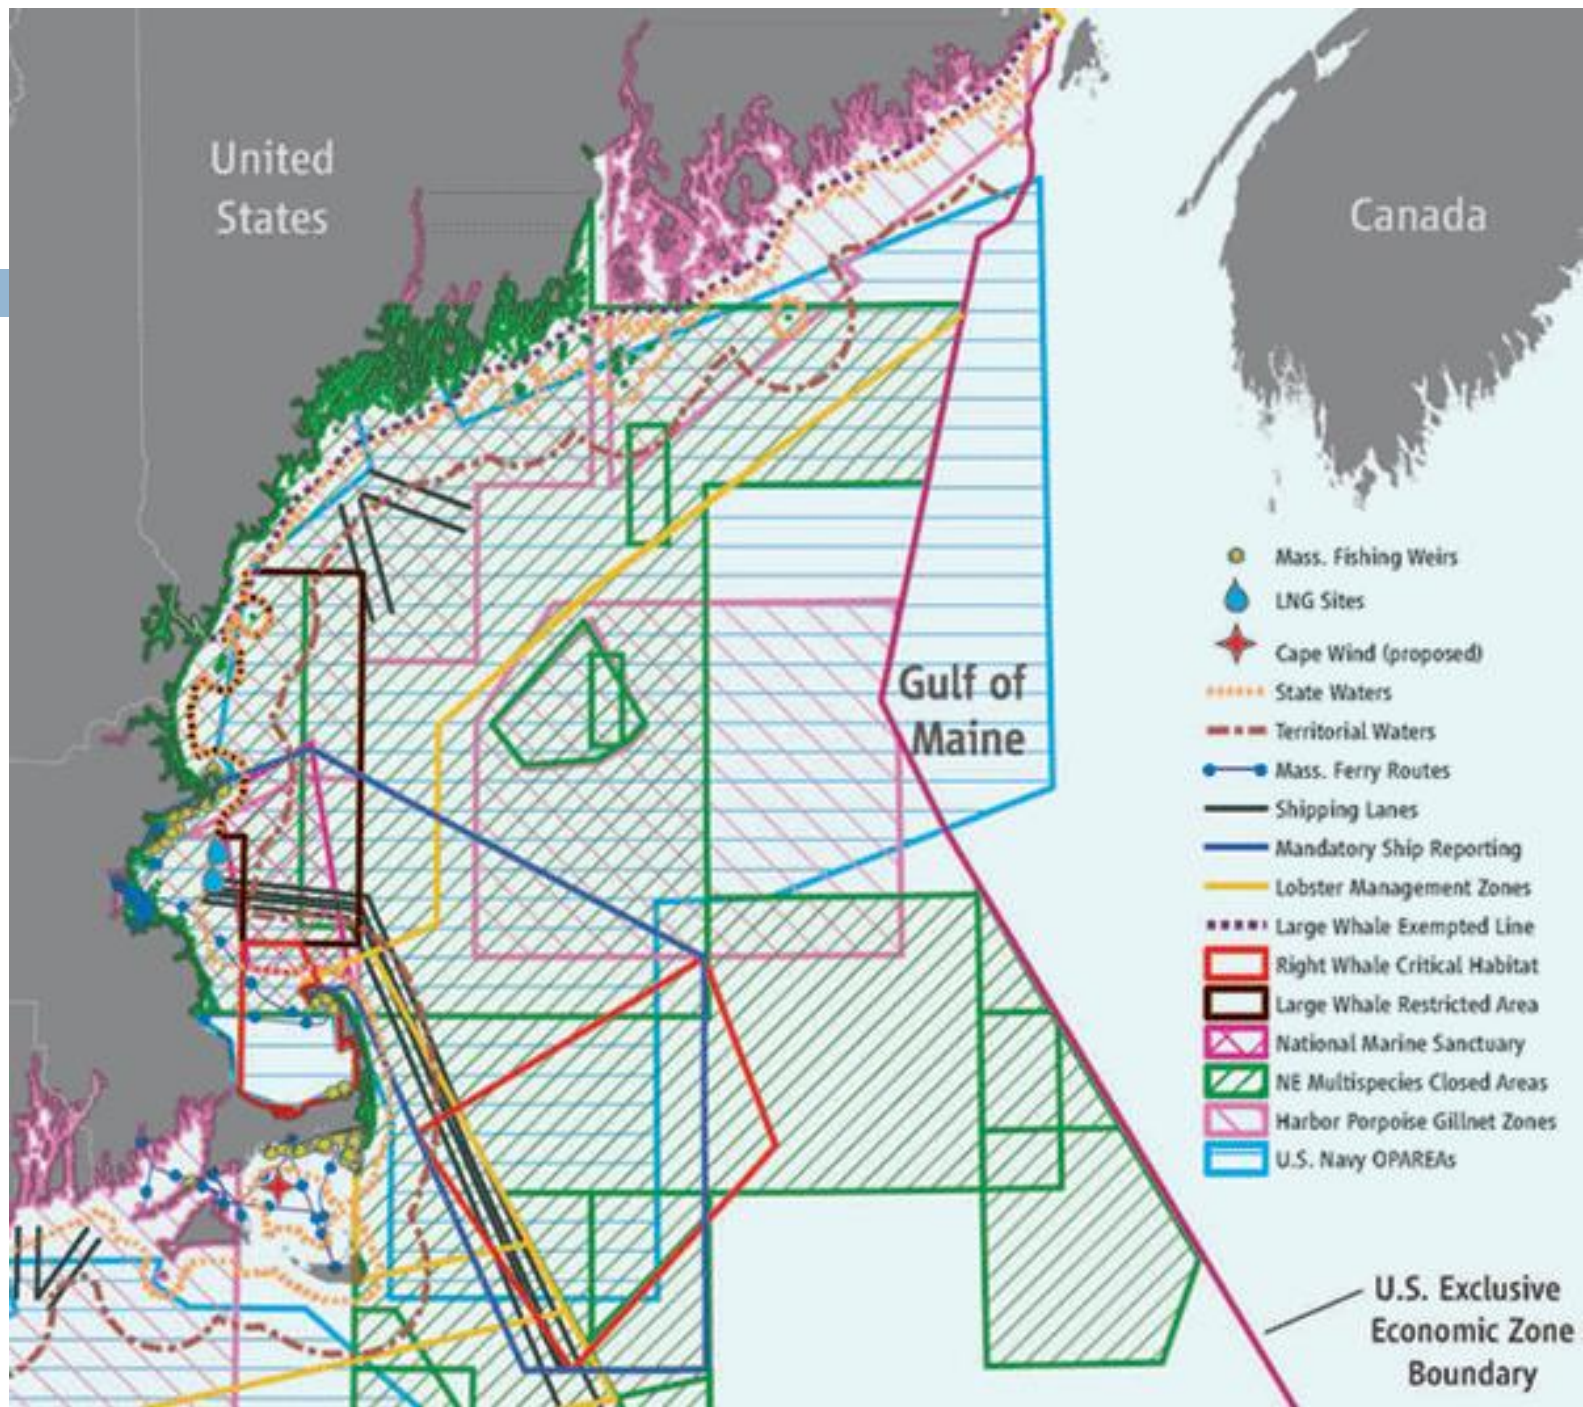 United
States
Canada
Gulf of
Maine
Mass. Fishing Weirs
LNG Sites
Cape Wind (proposed)
State Waters
Territorial Waters
Mass. Ferry Routes
Shipping Lanes
Mandatory Ship Reporting
Lobster Management Zones
Large Whale Exempted Line
Right Whale Critical Habitat
Large Whale Restricted Area
National Marine Sanctuary
NE Multispecies Closed Areas
Harbor Porpoise Gillnet Zones
U.S. Navy OPAREAs
U.S. Exclusive
Economic Zone
Boundary